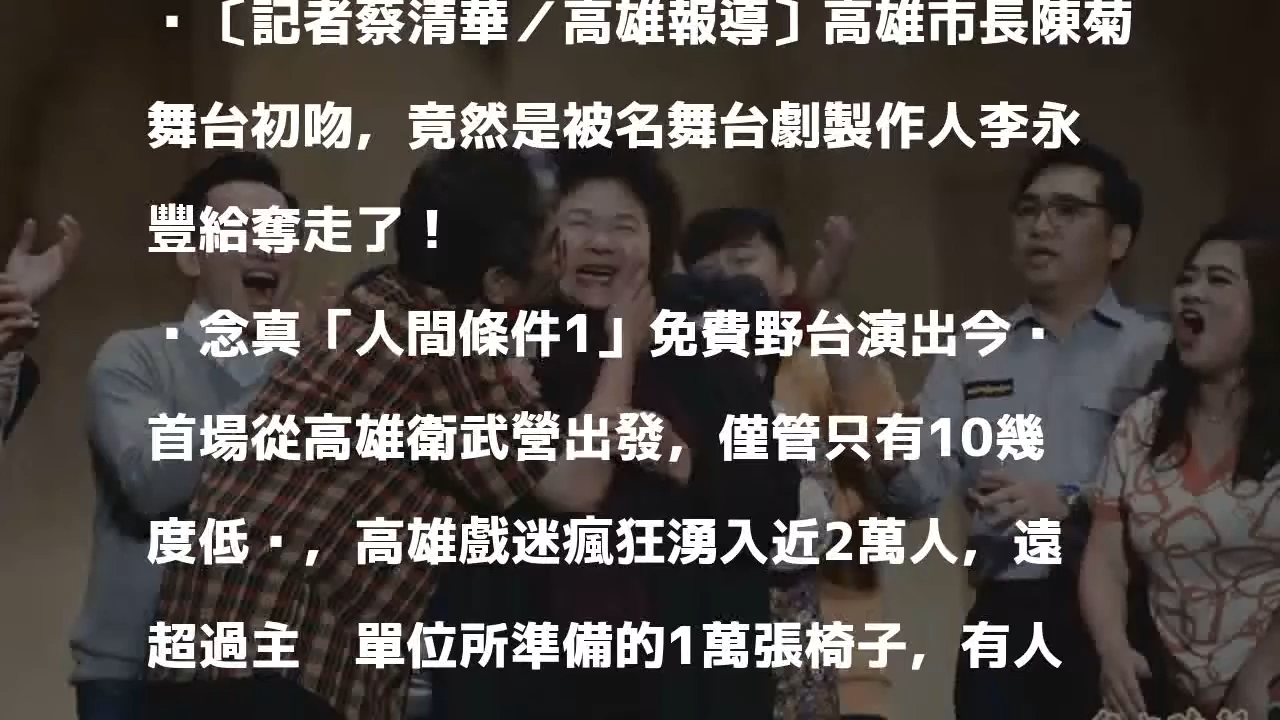 ·〔記者蔡清華／高雄報導〕高雄市長陳菊
舞台初吻，竟然是被名舞台劇製作人李永
豐給奪走了！
·念真「人間條件1」免費野台演出今·
首場從高雄衛武營出發，僅管只有10幾
度低·，高雄戲迷瘋狂湧入近2萬人，遠
超過主　單位所準備的1萬張椅子，有人